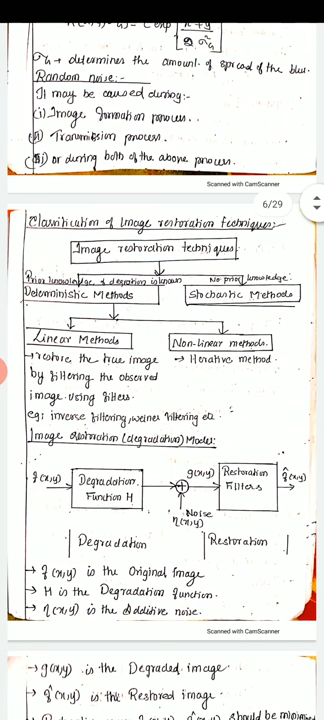 σₕ → determines the amount of spread of the blur.
Random noise:-
It may be caused during:-
(i) Image formation process.
(ii) Transmission process.
(iii) or during both of the above process.
Scanned with CamScanner
6/29
Classification of Image restoration techniques:-
Image restoration techniques
Prior knowledge of degration is known
No prior knowledge
Deterministic Methods
Stochastic Methods
Linear Methods
Non-linear methods.
→ restore the true image
→ Iterative method.
by filtering the observed
image using filters.
eg: inverse filtering, weiner filtering etc.
Image restoration (degradation) Model:
f(x,y)
Degradation
Function H
g(x,y)
Restoration
Filters
f̂(x,y)
Noise
η(x,y)
Degradation
Restoration
→ f(x,y) is the Original Image
→ H is the Degradation function.
→ η(x,y) is the Additive noise.
Scanned with CamScanner
→ g(x,y) is the Degraded image.
→ f̂(x,y) is the Restored image.
should be minimis